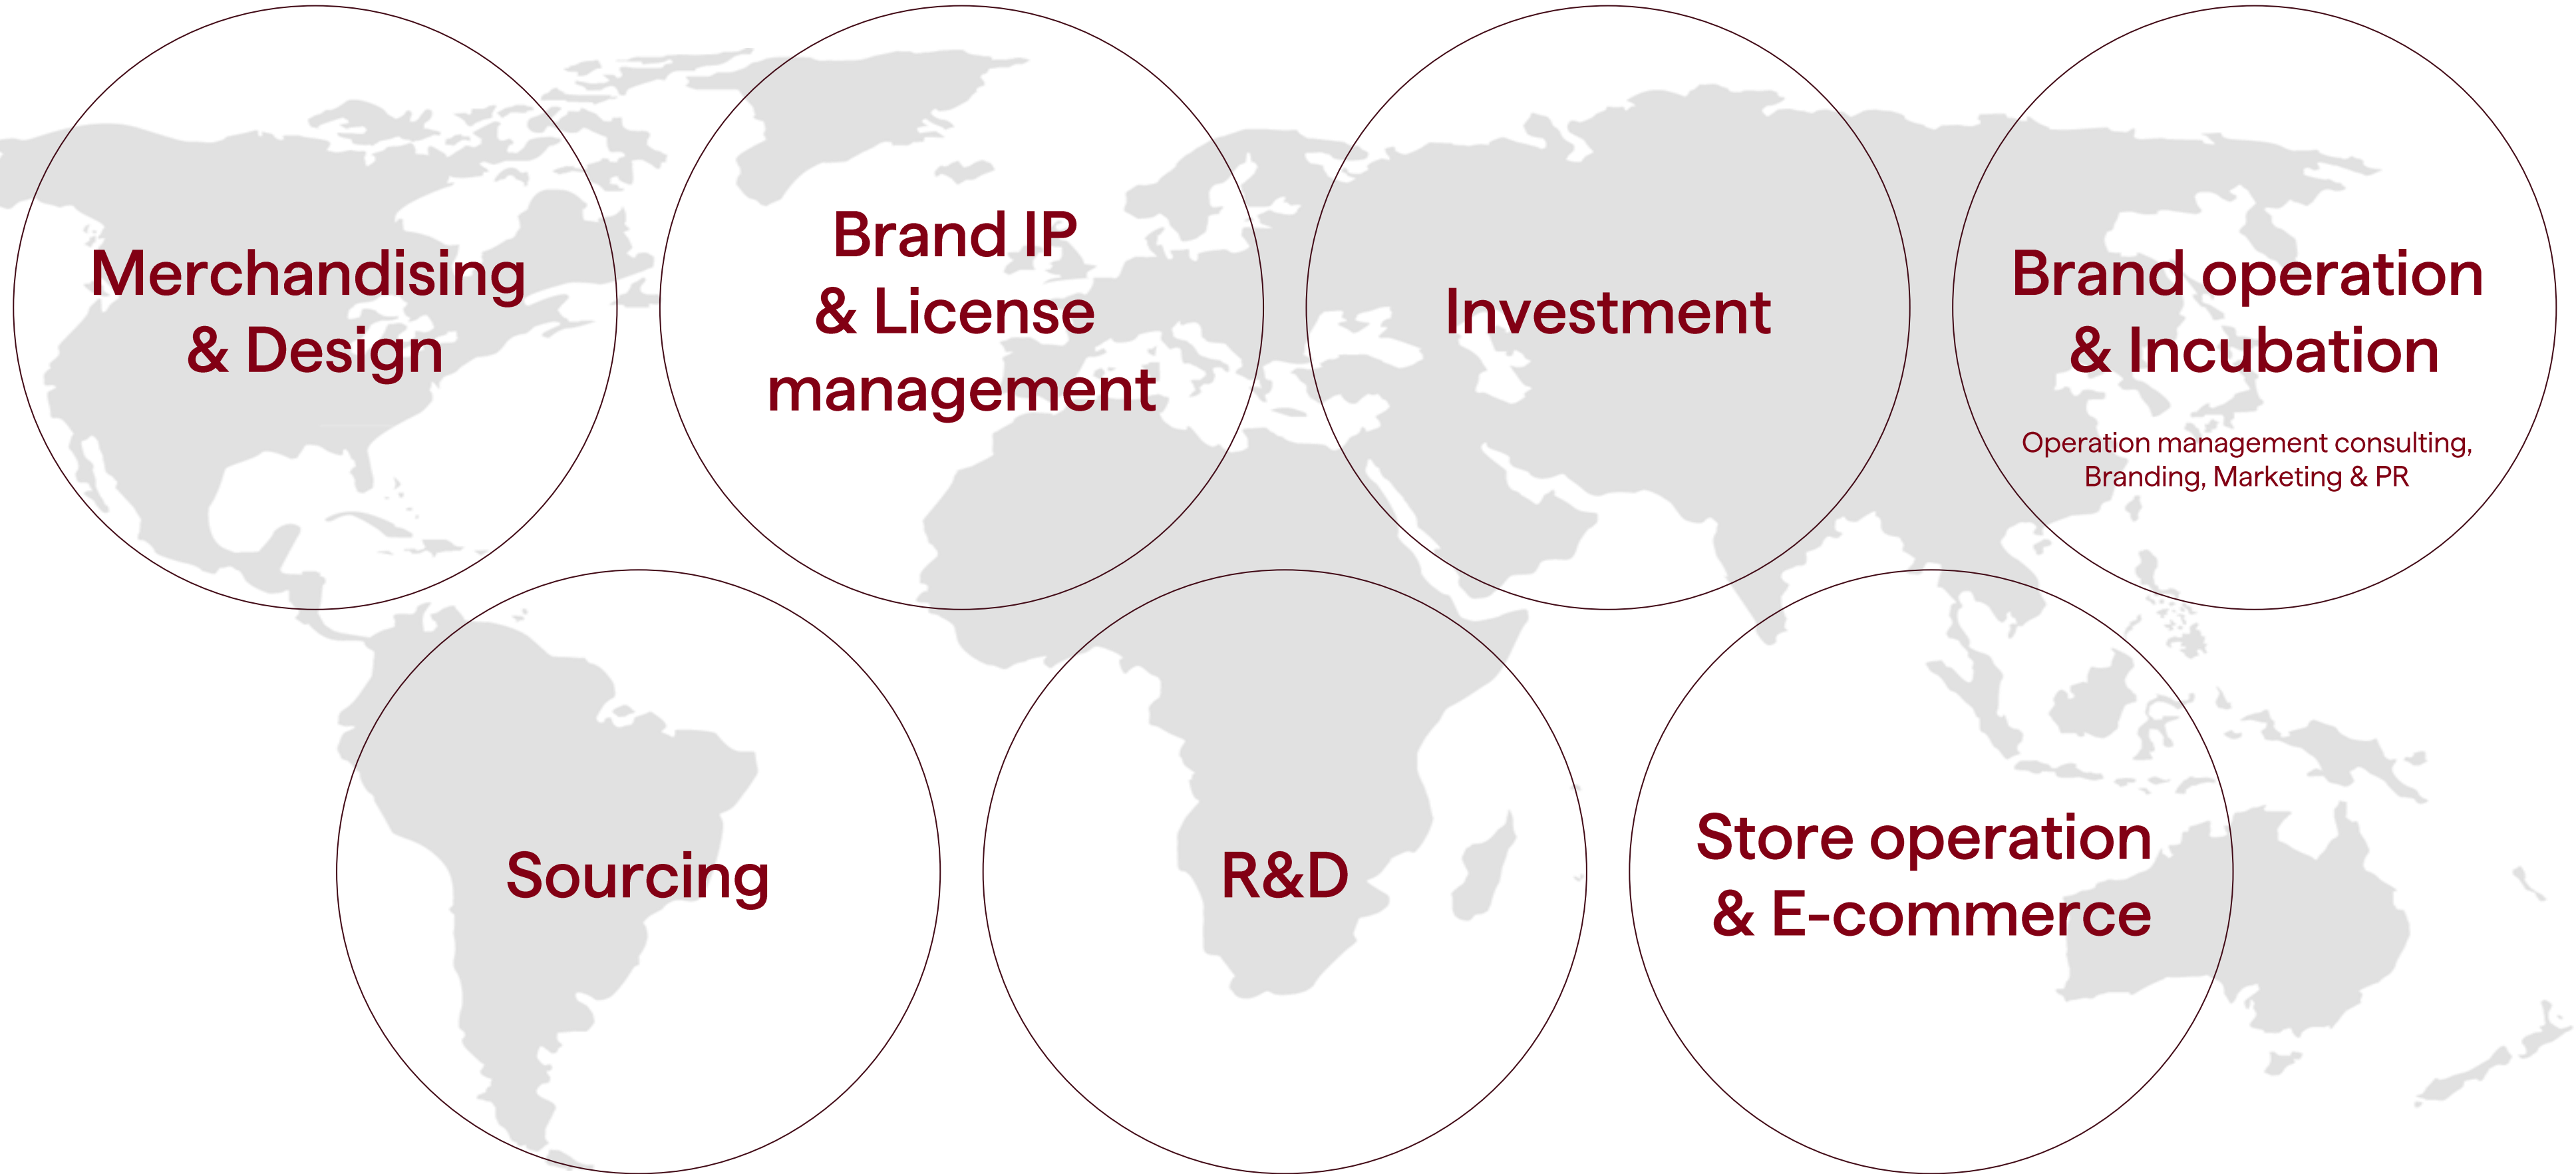 Merchandising
& Design
Brand IP
& License
management
Investment
Brand operation
& Incubation
Operation management consulting,
Branding, Marketing & PR
Sourcing
R&D
Store operation
& E-commerce